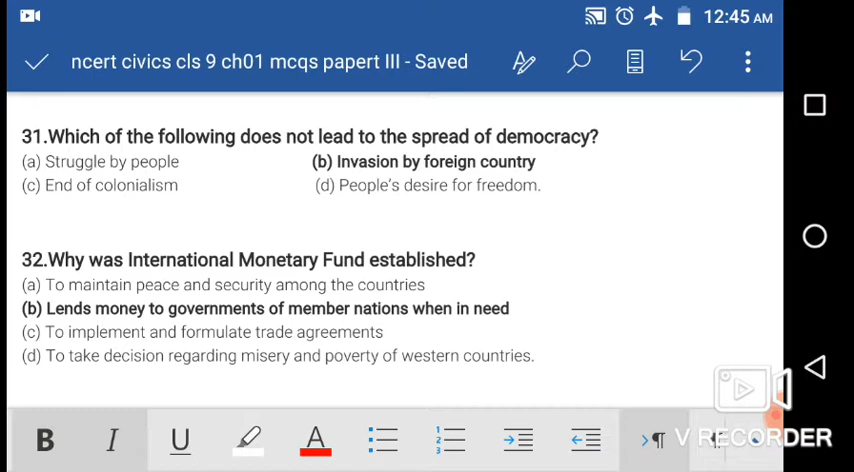 12:45 AM
ncert civics cls 9 ch01 mcqs papert III - Saved
31.Which of the following does not lead to the spread of democracy?
(a) Struggle by people (b) Invasion by foreign country
(c) End of colonialism (d) People's desire for freedom.
32.Why was International Monetary Fund established?
(a) To maintain peace and security among the countries
(b) Lends money to governments of member nations when in need
(c) To implement and formulate trade agreements
(d) To take decision regarding misery and poverty of western countries.
B I U A 1 2 3 >¶
V RECORDER